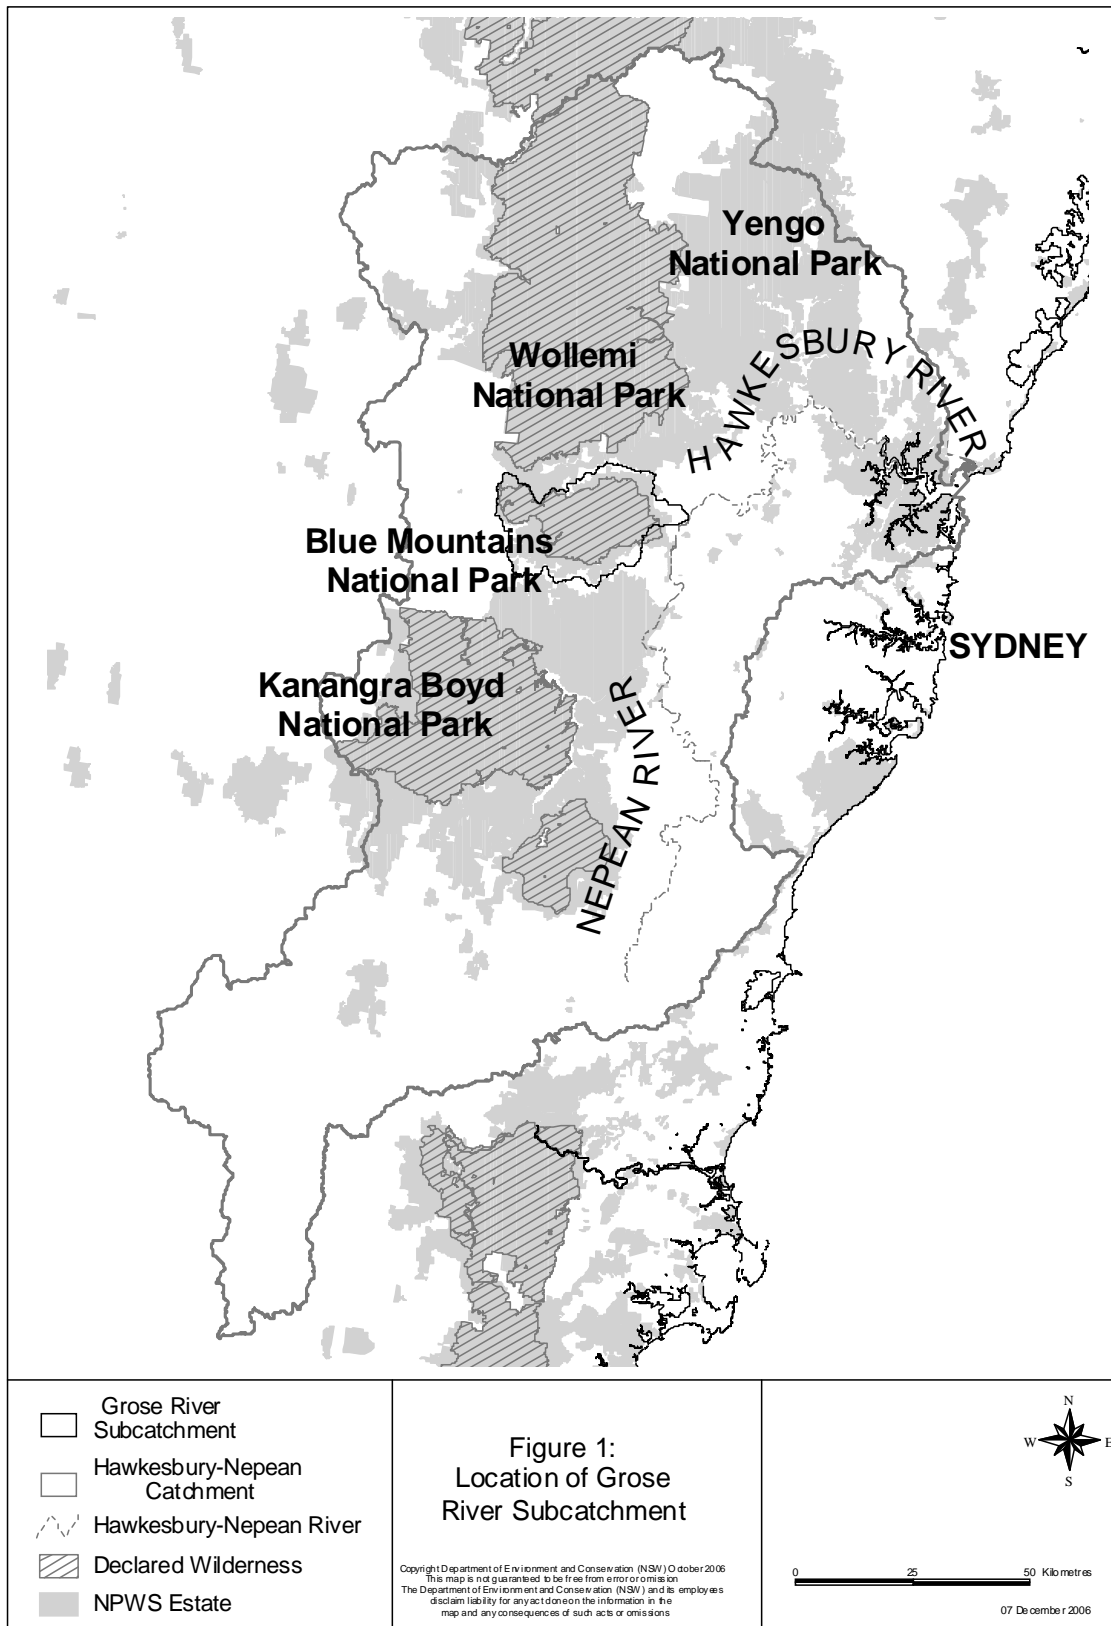 Yengo
National Park
Wollemi
National Park
HAWKESBURY RIVER
Blue Mountains
National Park
SYDNEY
Kanangra Boyd
National Park
NEPEAN RIVER
Grose River
Subcatchment
Hawkesbury-Nepean
Catchment
Hawkesbury-Nepean River
Declared Wilderness
NPWS Estate
Figure 1:
Location of Grose
River Subcatchment
Copyright Department of Environment and Conservation (NSW) October 2006
This map is not guaranteed to be free from error or omission
The Department of Environment and Conservation (NSW) and its employees
disclaim liability for any act done on the information in the
map and any consequences of such acts or omissions
N
W
E
S
0 25 50 Kilometres
07 December 2006